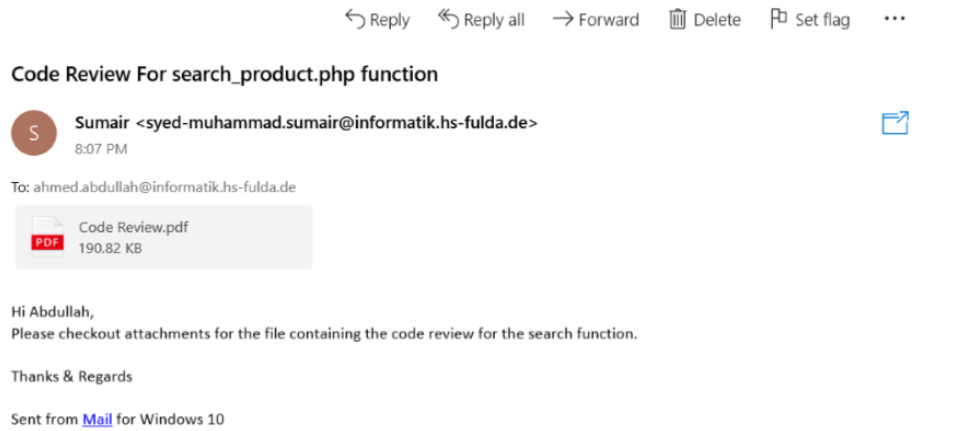 Reply Reply all Forward Delete Set flag ...
Code Review For search_product.php function
S
Sumair <syed-muhammad.sumair@informatik.hs-fulda.de>
8:07 PM
To: ahmed.abdullah@informatik.hs-fulda.de
PDF
Code Review.pdf
190.82 KB
Hi Abdullah,
Please checkout attachments for the file containing the code review for the search function.
Thanks & Regards
Sent from Mail for Windows 10